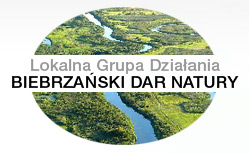 Lokalna Grupa Działania
BIEBRZAŃSKI DAR NATURY